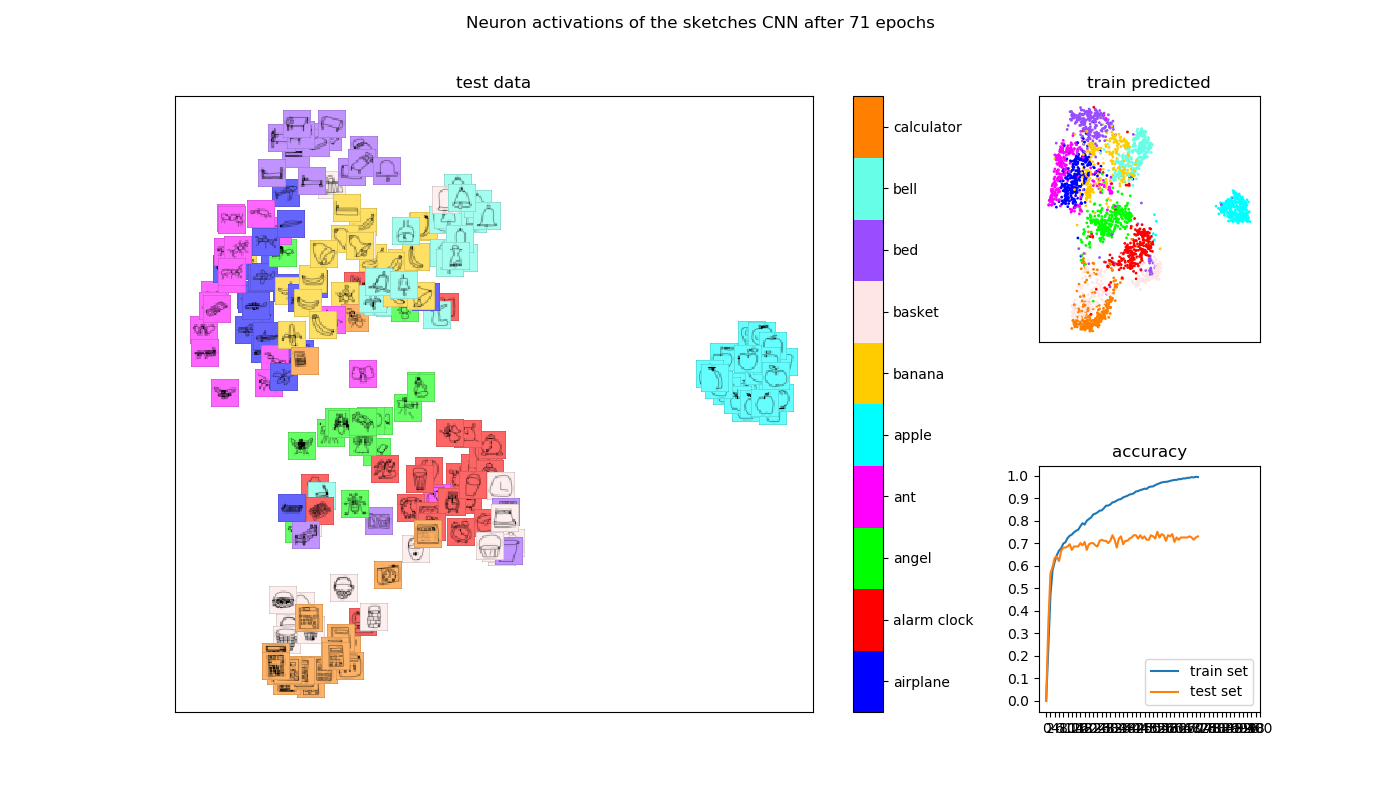 Neuron activations of the sketches CNN after 71 epochs
test data
calculator
bell
bed
basket
banana
apple
ant
angel
alarm clock
airplane
train predicted
accuracy
1.0
0.9
0.8
0.7
0.6
0.5
0.4
0.3
0.2
0.1
0.0
train set
test set